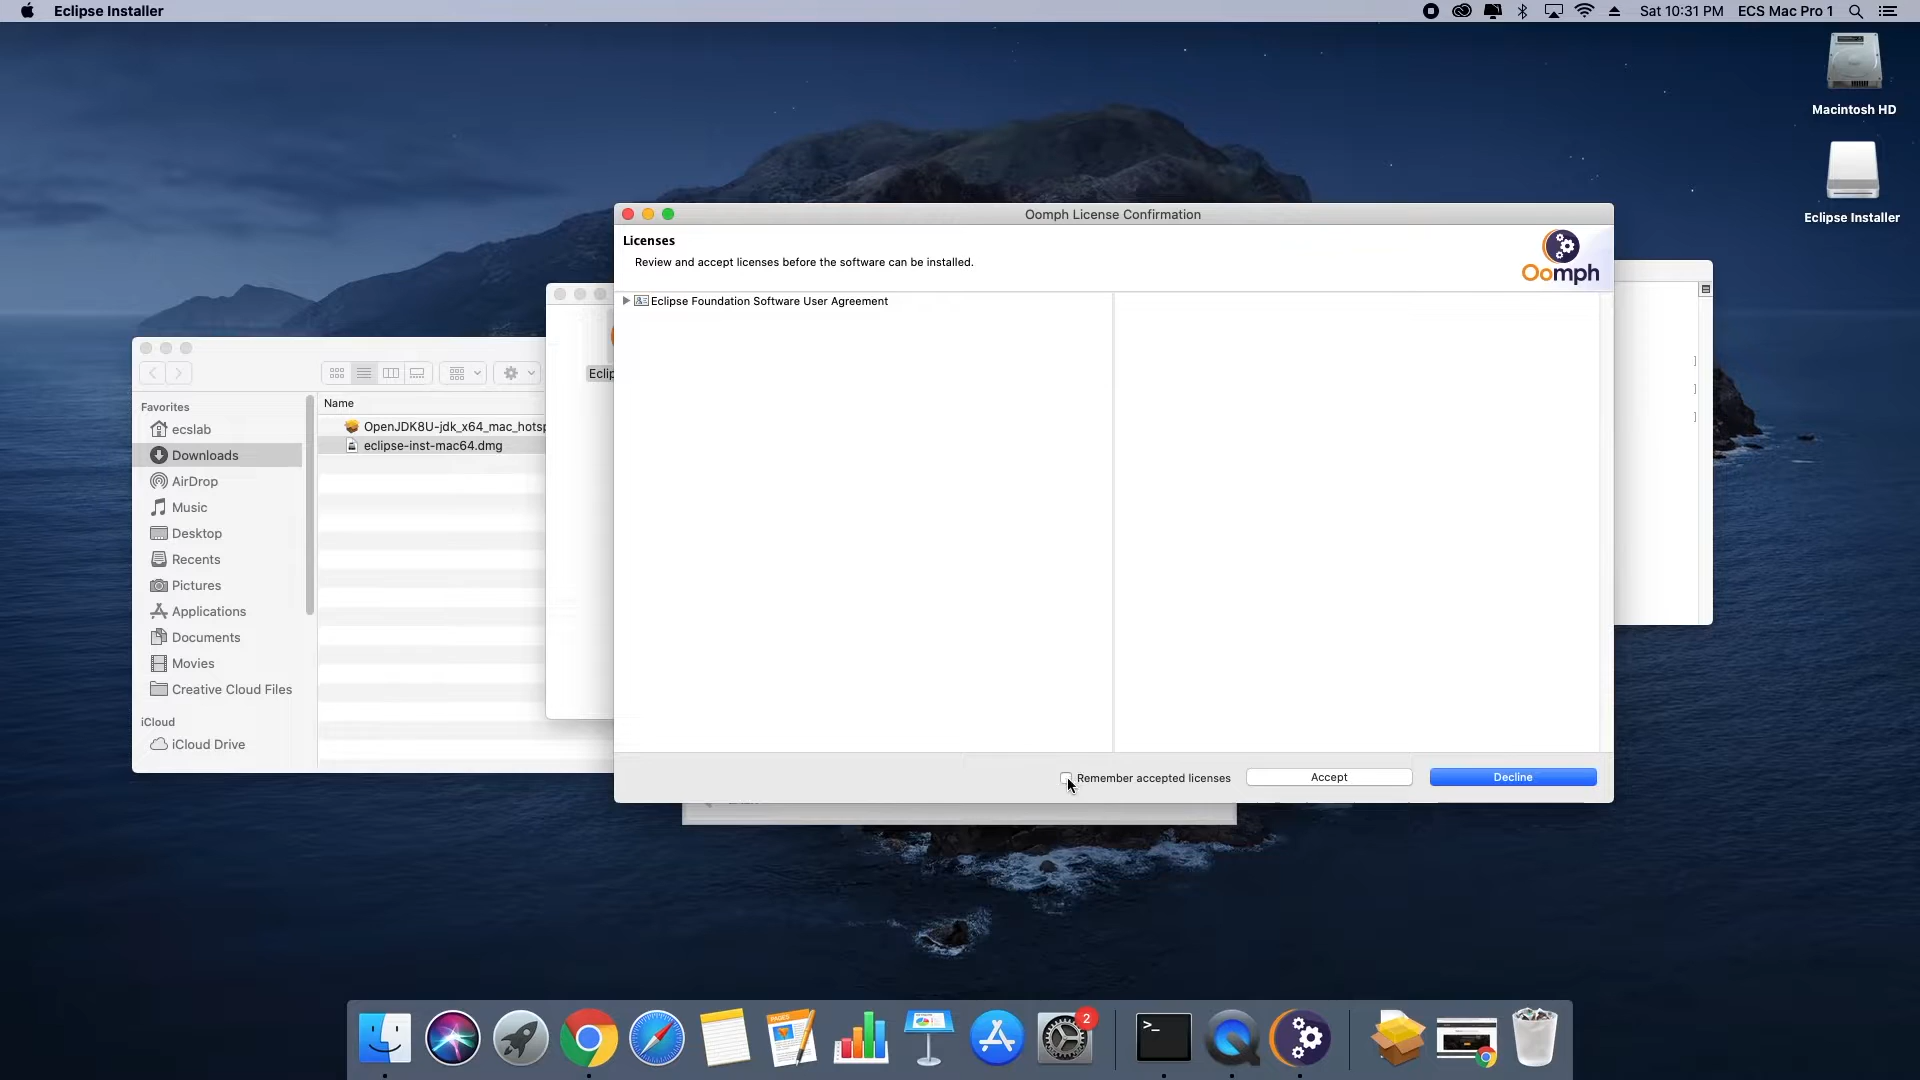 Eclipse Installer
Sat 10:31 PM ECS Mac Pro 1
Macintosh HD
Eclipse Installer
Oomph License Confirmation
Licenses
Review and accept licenses before the software can be installed.
Oomph
Eclipse Foundation Software User Agreement
Name
Favorites
OpenJDK8U-jdk_x64_mac_hotsp
eclipse-inst-mac64.dmg
ecslab
Downloads
AirDrop
Music
Desktop
Recents
Pictures
Applications
Documents
Movies
Creative Cloud Files
iCloud
iCloud Drive
Eclip
]
]
]
Remember accepted licenses
Accept
Decline
PAGES
2
>_